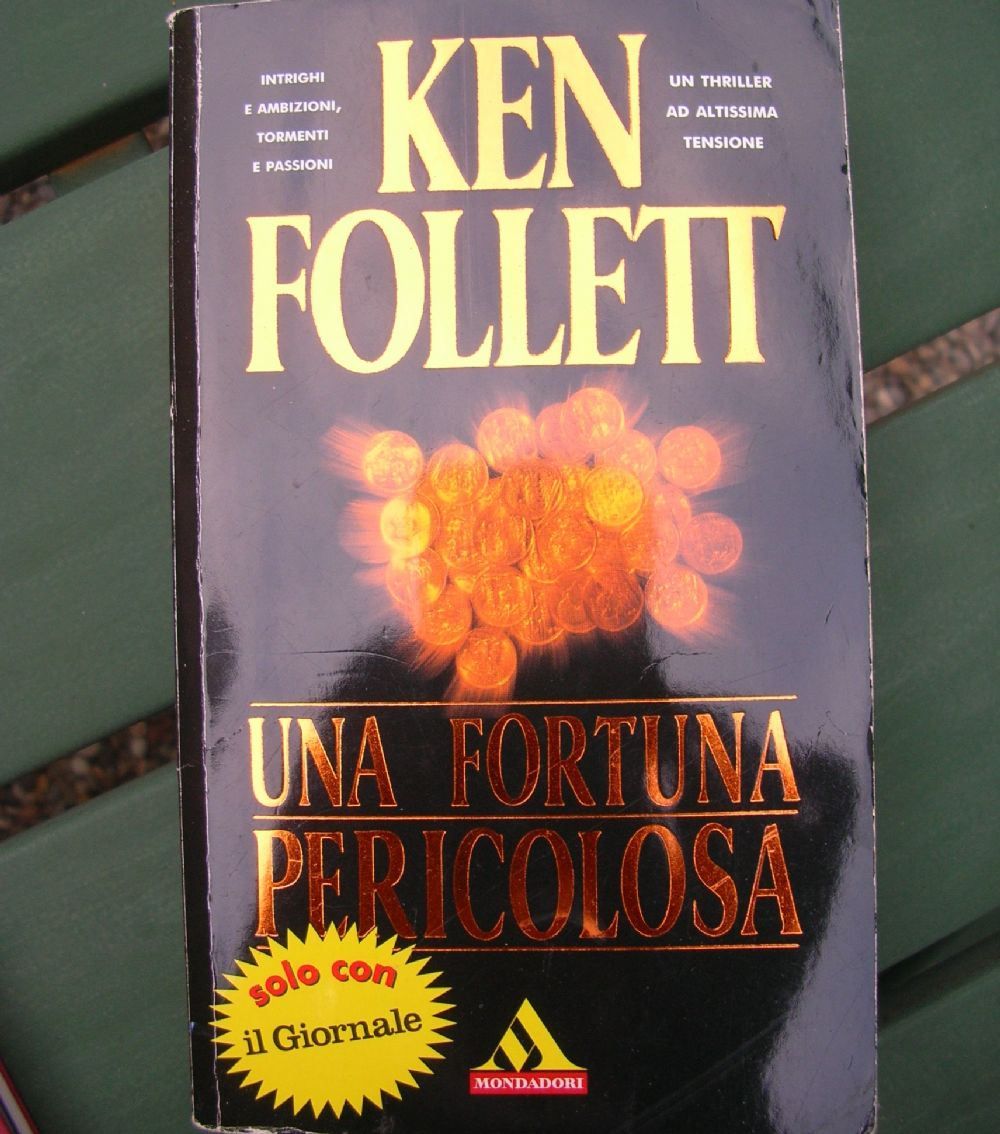 INTRIGHI
E AMBIZIONI,
TORMENTI
E PASSIONI
KEN
FOLLETT
UN THRILLER
AD ALTISSIMA
TENSIONE
UNA FORTUNA
PERICOLOSA
solo con
il Giornale
MONDADORI